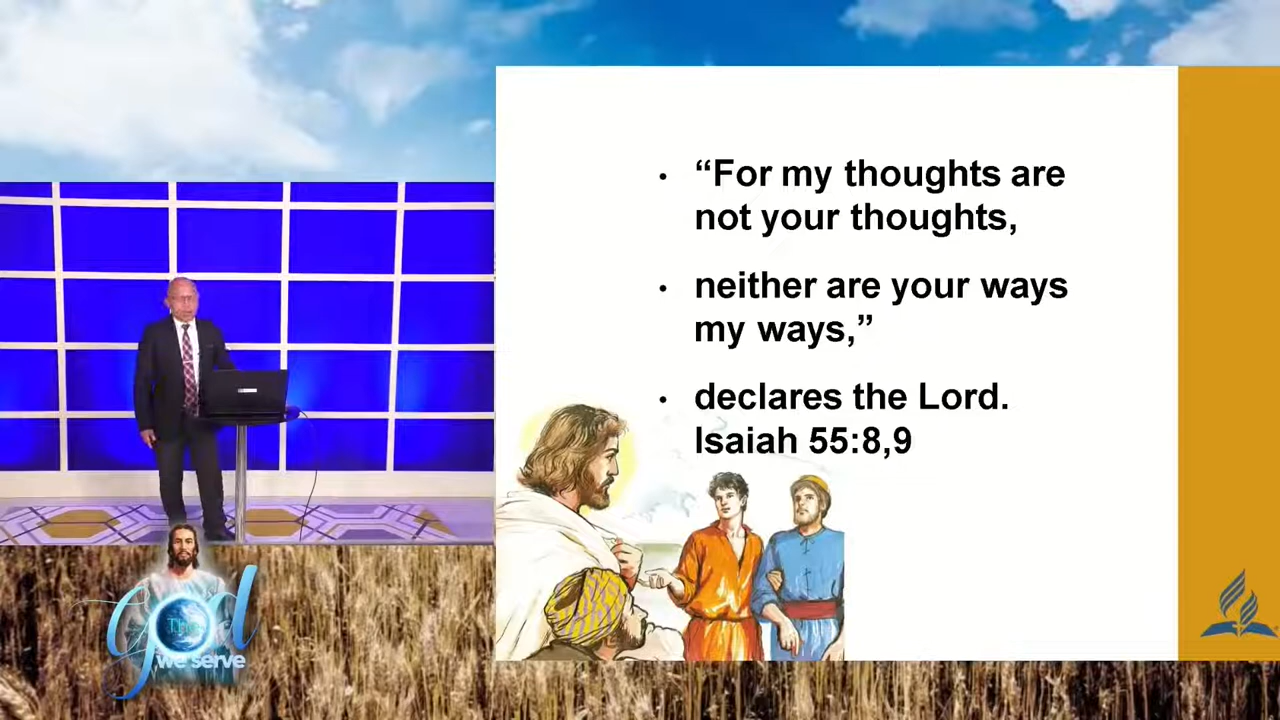 “For my thoughts are
not your thoughts,
neither are your ways
my ways,”
declares the Lord.
Isaiah 55:8,9
The
God
we serve